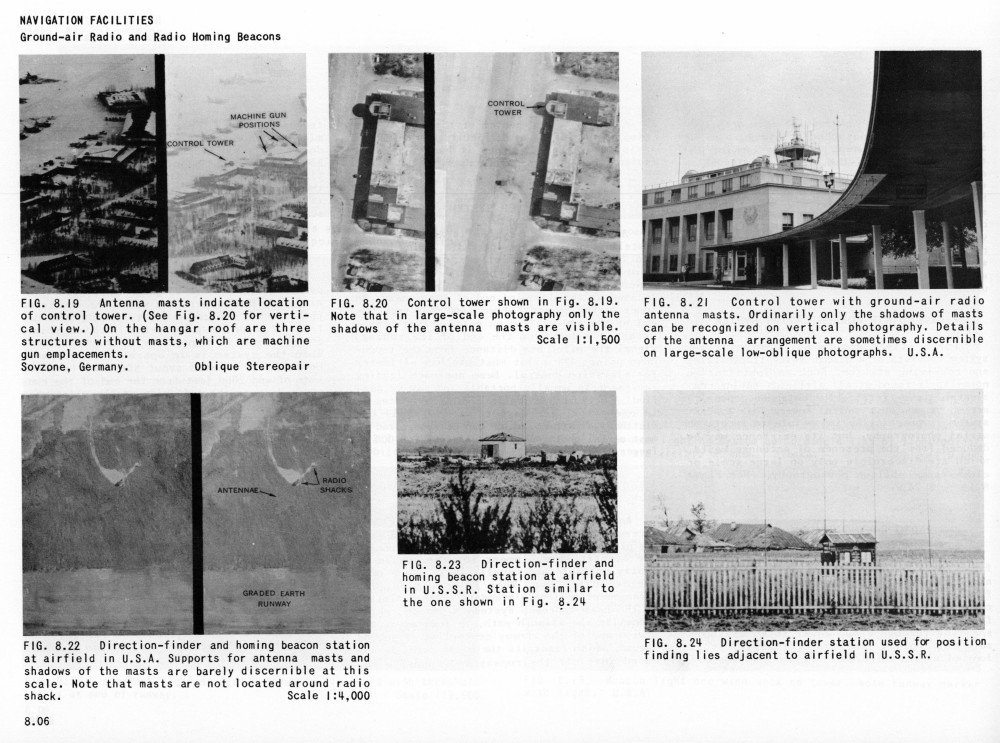 NAVIGATION FACILITIES
Ground-air Radio and Radio Homing Beacons
MACHINE GUN
POSITIONS
CONTROL TOWER
CONTROL
TOWER
FIG. 8.19 Antenna masts indicate location
of control tower. (See Fig. 8.20 for verti-
cal view.) On the hangar roof are three
structures without masts, which are machine
gun emplacements.
Sovzone, Germany. Oblique Stereopair
FIG. 8.20 Control tower shown in Fig. 8.19.
Note that in large-scale photography only the
shadows of the antenna masts are visible.
Scale 1:1,500
FIG. 8.21 Control tower with ground-air radio
antenna masts. Ordinarily only the shadows of masts
can be recognized on vertical photography. Details
of the antenna arrangement are sometimes discernible
on large-scale low-oblique photographs. U.S.A.
ANTENNAE
RADIO
SHACKS
GRADED EARTH
RUNWAY
FIG. 8.22 Direction-finder and homing beacon station
at airfield in U.S.A. Supports for antenna masts and
shadows of the masts are barely discernible at this
scale. Note that masts are not located around radio
shack. Scale 1:4,000
FIG. 8.23 Direction-finder and
homing beacon station at airfield
in U.S.S.R. Station similar to
the one shown in Fig. 8.24
FIG. 8.24 Direction-finder station used for position
finding lies adjacent to airfield in U.S.S.R.
8.06